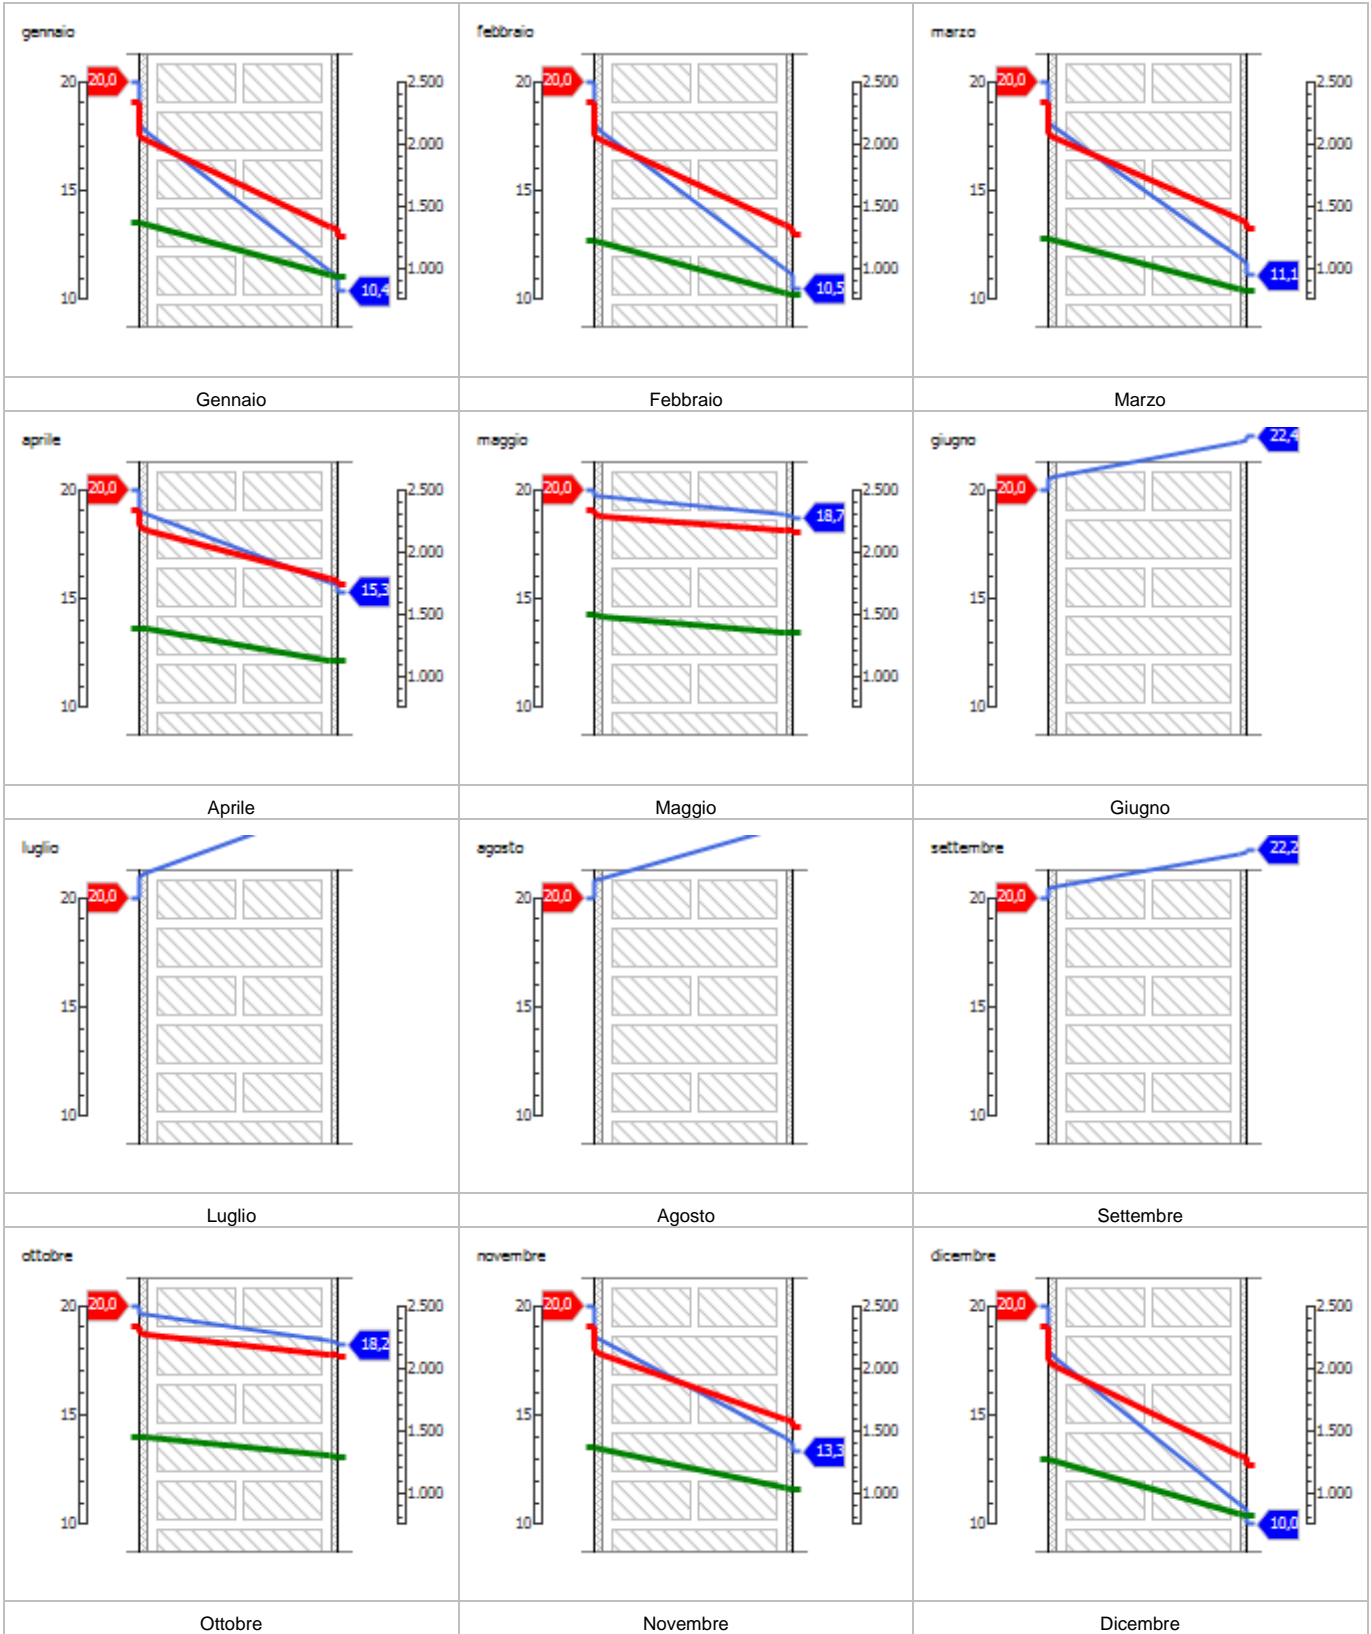 gennaio
febbraio
marzo
20 20,0 2.500
20 20,0 2.500
20 20,0 2.500
2.000
2.000
2.000
15
15
15
1.500
1.500
1.500
1.000
1.000
1.000
10 10,4
10 10,5
10 11,1
Gennaio
Febbraio
Marzo
aprile
maggio
giugno
22,4
20 20,0 2.500
20 20,0 2.500
20 20,0
18,7
2.000
2.000
15 15,3
15
15
1.500
1.500
1.000
1.000
10
10
10
Aprile
Maggio
Giugno
luglio
agosto
settembre
22,2
20 20,0
20 20,0
20 20,0
15
15
15
10
10
10
Luglio
Agosto
Settembre
ottobre
novembre
dicembre
20 20,0 2.500
20 20,0 2.500
20 20,0 2.500
18,2
2.000
2.000
2.000
15
15
15
1.500
1.500
1.500
13,3
1.000
1.000
1.000
10
10
10 10,0
Ottobre
Novembre
Dicembre